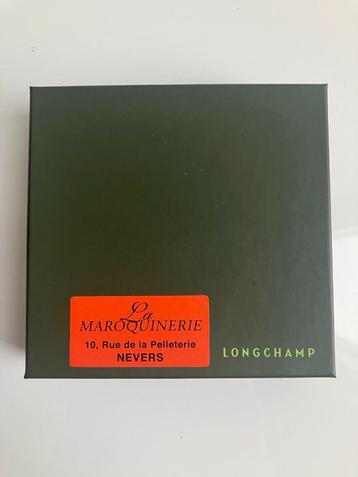 La
MAROQUINERIE
10, Rue de la Pelleterie
NEVERS
LONGCHAMP